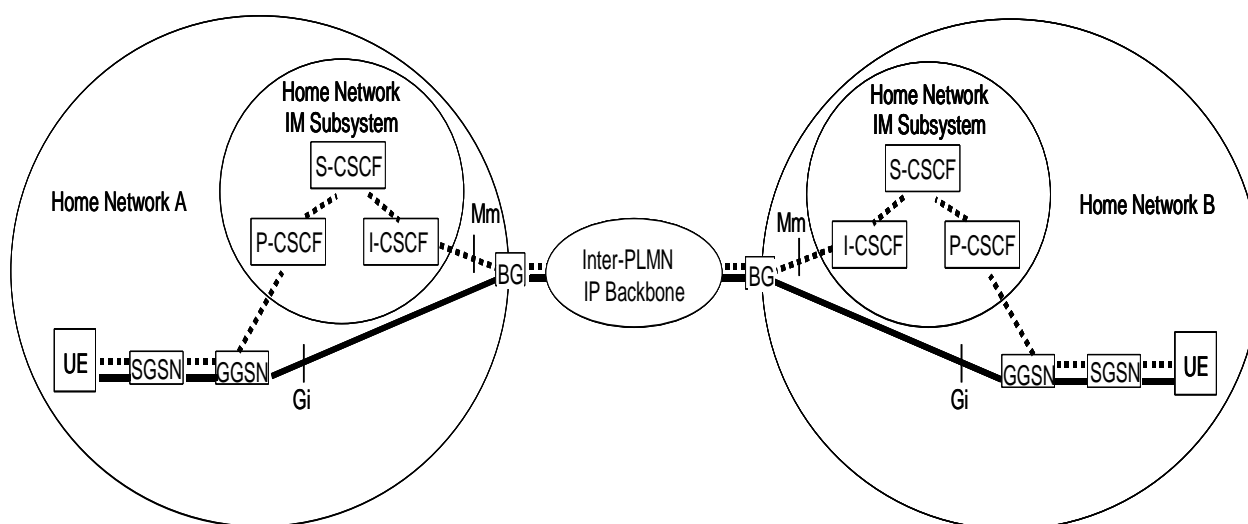 Home Network
IM Subsystem
S-CSCF
Home Network A
P-CSCF
I-CSCF
Mm
BG
UE
SGSN
GGSN
Gi
Inter-PLMN
IP Backbone
Home Network
IM Subsystem
S-CSCF
Home Network B
Mm
I-CSCF
P-CSCF
BG
Gi
GGSN
SGSN
UE